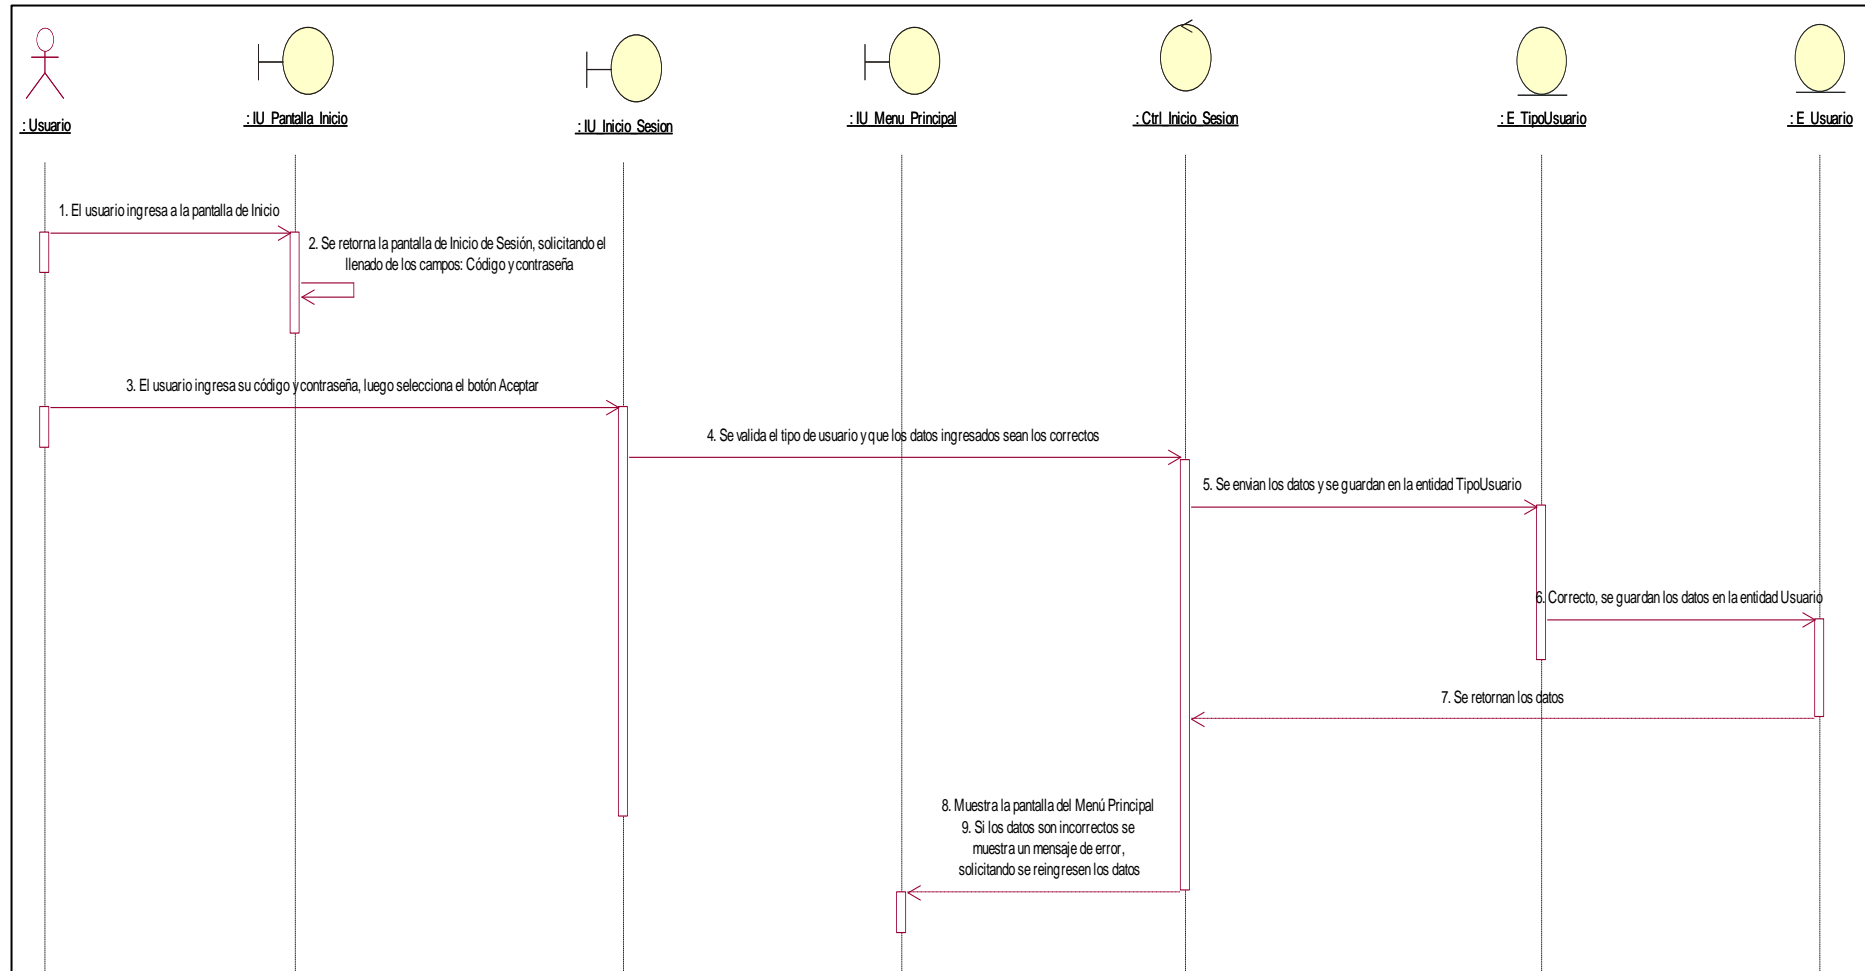 : Usuario
: IU_Pantalla_Inicio
: IU_Inicio_Sesion
: IU_Menu_Principal
: Ctrl_Inicio_Sesion
: E_TipoUsuario
: E_Usuario
1. El usuario ingresa a la pantalla de Inicio
2. Se retorna la pantalla de Inicio de Sesión, solicitando el
llenado de los campos: Código y contraseña
3. El usuario ingresa su código y contraseña, luego selecciona el botón Aceptar
4. Se valida el tipo de usuario y que los datos ingresados sean los correctos
5. Se envian los datos y se guardan en la entidad TipoUsuario
6. Correcto, se guardan los datos en la entidad Usuario
7. Se retornan los datos
8. Muestra la pantalla del Menú Principal
9. Si los datos son incorrectos se
muestra un mensaje de error,
solicitando se reingresen los datos